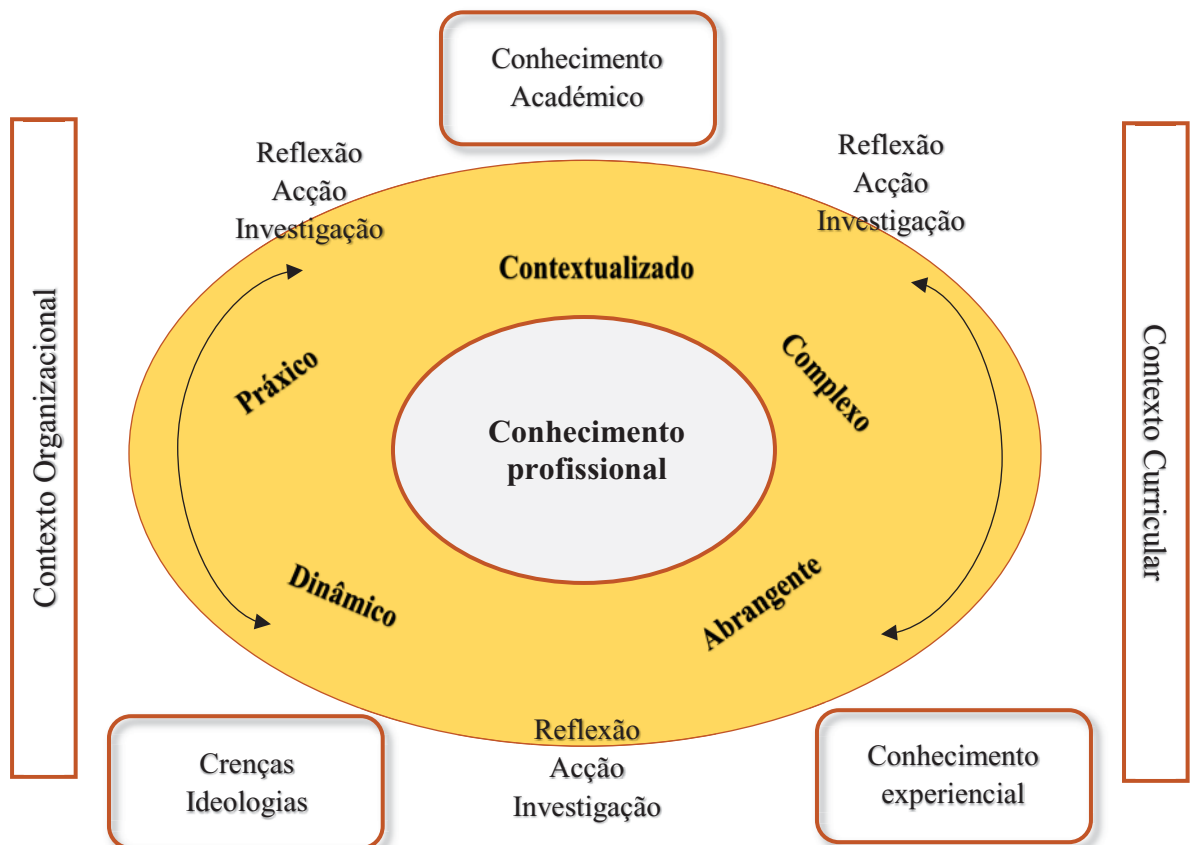 Conhecimento
Académico
Reflexão
Acção
Investigação
Reflexão
Acção
Investigação
Contextualizado
Contexto Organizacional
Práxico
Complexo
Contexto Curricular
Conhecimento
profissional
Dinâmico
Abrangente
Crenças
Ideologias
Reflexão
Acção
Investigação
Conhecimento
experiencial